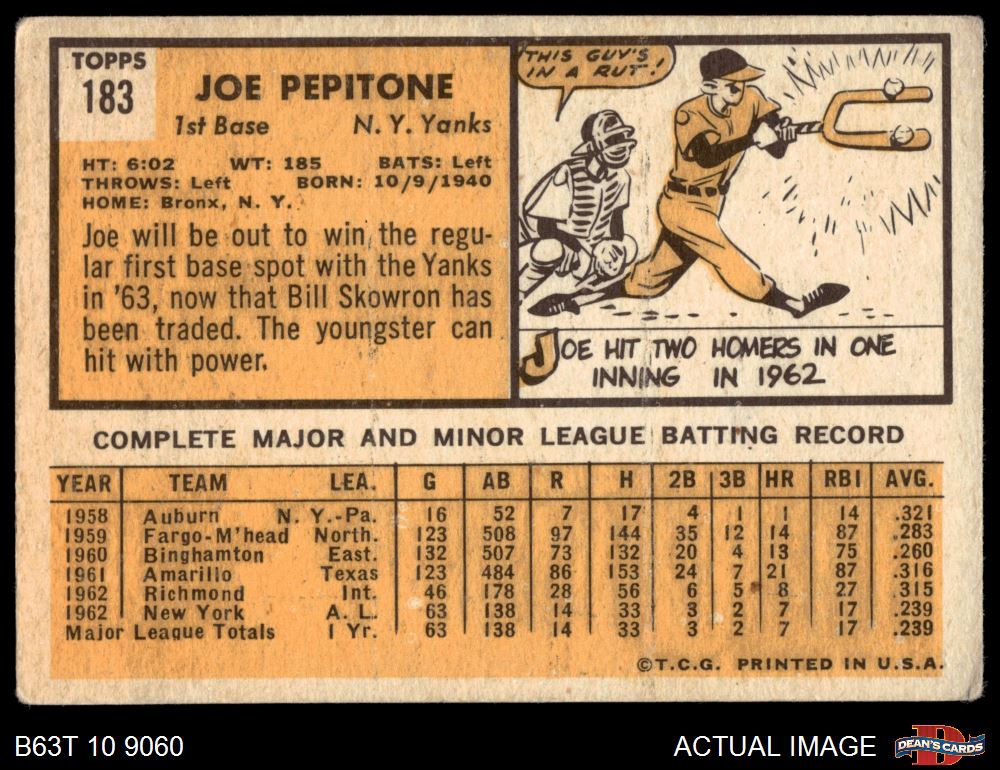 TOPPS
183
JOE PEPITONE
1st Base N. Y. Yanks
HT: 6:02 WT: 185 BATS: Left
THROWS: Left BORN: 10/9/1940
HOME: Bronx, N. Y.
Joe will be out to win the regu-
lar first base spot with the Yanks
in '63, now that Bill Skowron has
been traded. The youngster can
hit with power.
THIS GUY'S
IN A RUT!
JOE HIT TWO HOMERS IN ONE
INNING IN 1962
COMPLETE MAJOR AND MINOR LEAGUE BATTING RECORD
YEAR TEAM LEA. G AB R H 2B 3B HR RBI AVG.
1958 Auburn N. Y.-Pa. 16 52 7 17 4 1 1 14 .321
1959 Fargo-M'head North. 123 508 97 144 35 12 14 87 .283
1960 Binghamton East. 132 507 73 132 20 4 13 75 .260
1961 Amarillo Texas 123 484 86 153 24 7 21 87 .316
1962 Richmond Int. 46 178 28 56 6 5 8 27 .315
1962 New York A. L. 63 138 14 33 3 2 7 17 .239
Major League Totals 1 Yr. 63 138 14 33 3 2 7 17 .239
©T.C.G. PRINTED IN U.S.A.
B63T 10 9060 ACTUAL IMAGE
DEAN'S CARDS